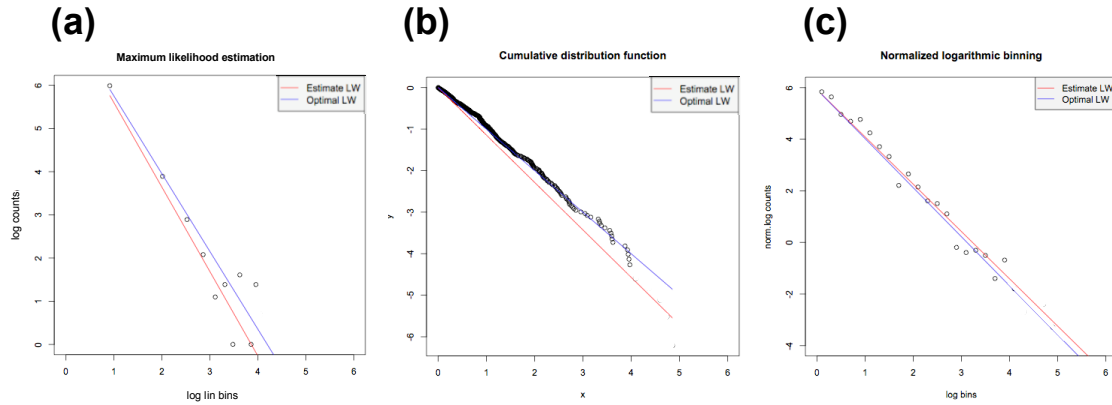 (a)
Maximum likelihood estimation
Estimate LW
Optimal LW
6
5
4
3
2
1
0
log counts
0 1 2 3 4 5 6
log lin bins
(b)
Cumulative distribution function
Estimate LW
Optimal LW
0
-1
-2
-3
-4
-5
-6
y
0 1 2 3 4 5 6
x
(c)
Normalized logarithmic binning
Estimate LW
Optimal LW
6
4
2
0
-2
-4
norm.log counts
0 1 2 3 4 5 6
log bins